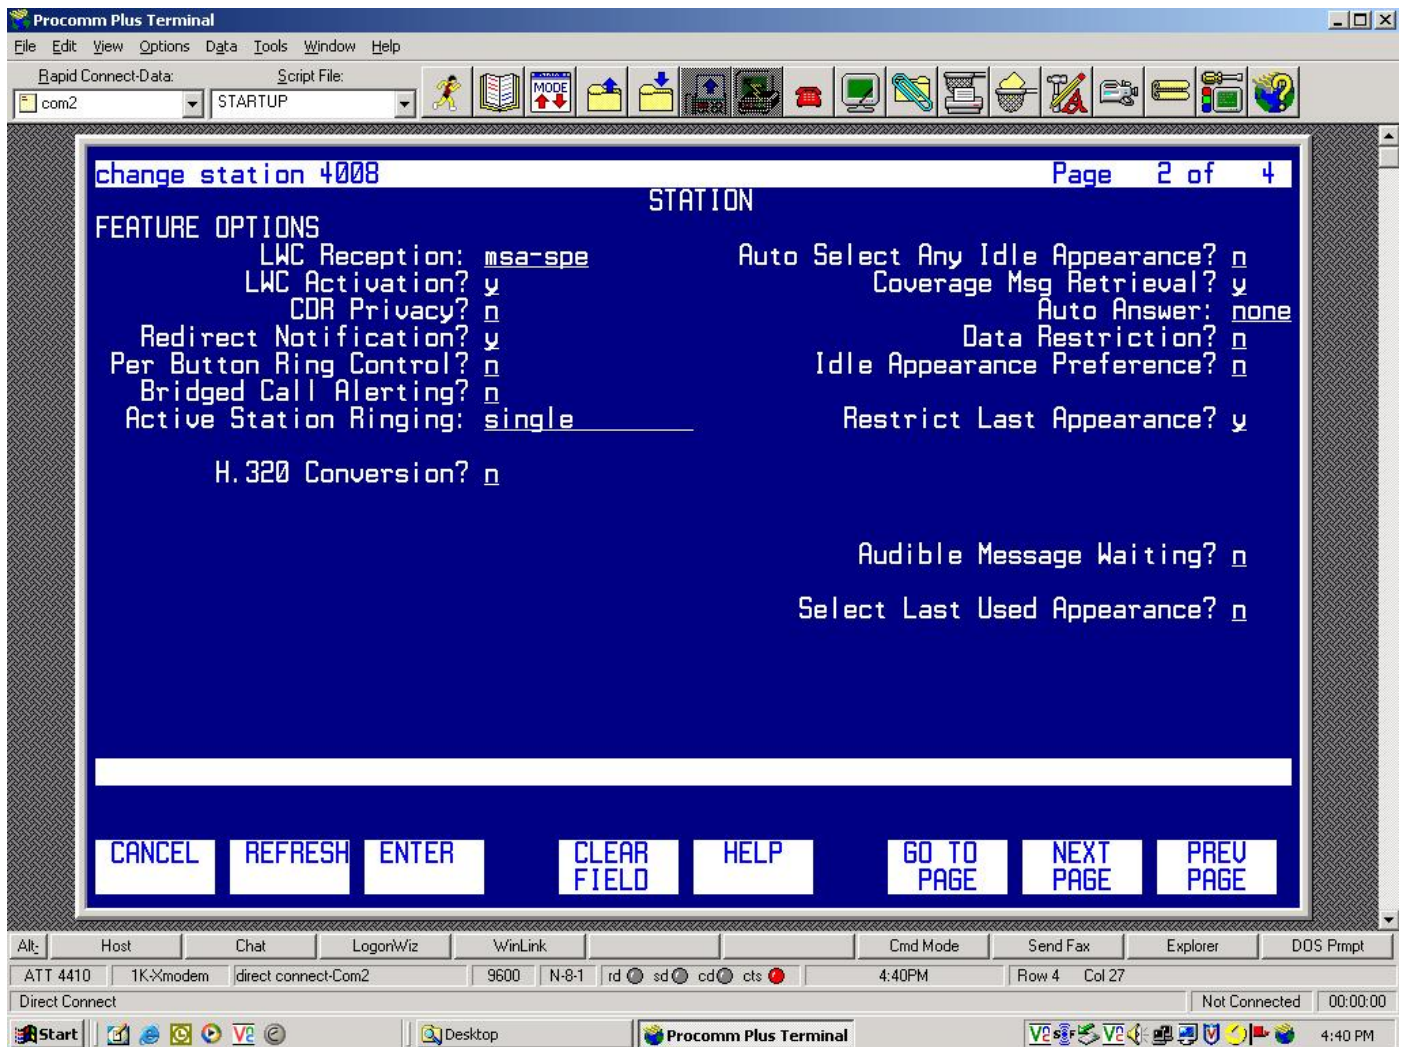 Procomm Plus Terminal
File Edit View Options Data Tools Window Help
Rapid Connect-Data: Script File:
com2 STARTUP
MODE
change station 4008 Page 2 of 4
STATION
FEATURE OPTIONS
LWC Reception: msa-spe Auto Select Any Idle Appearance? n
LWC Activation? y Coverage Msg Retrieval? y
CDR Privacy? n Auto Answer: none
Redirect Notification? y Data Restriction? n
Per Button Ring Control? n Idle Appearance Preference? n
Bridged Call Alerting? n
Active Station Ringing: single Restrict Last Appearance? y
H.320 Conversion? n
Audible Message Waiting? n
Select Last Used Appearance? n
CANCEL REFRESH ENTER CLEAR FIELD HELP GO TO PAGE NEXT PAGE PREV PAGE
Alt: Host Chat LogonWiz WinLink Cmd Mode Send Fax Explorer DOS Prmpt
ATT 4410 1K-Xmodem direct connect-Com2 9600 N-8-1 rd sd cd cts 4:40PM Row 4 Col 27
Direct Connect Not Connected 00:00:00
Start Desktop Procomm Plus Terminal 4:40 PM